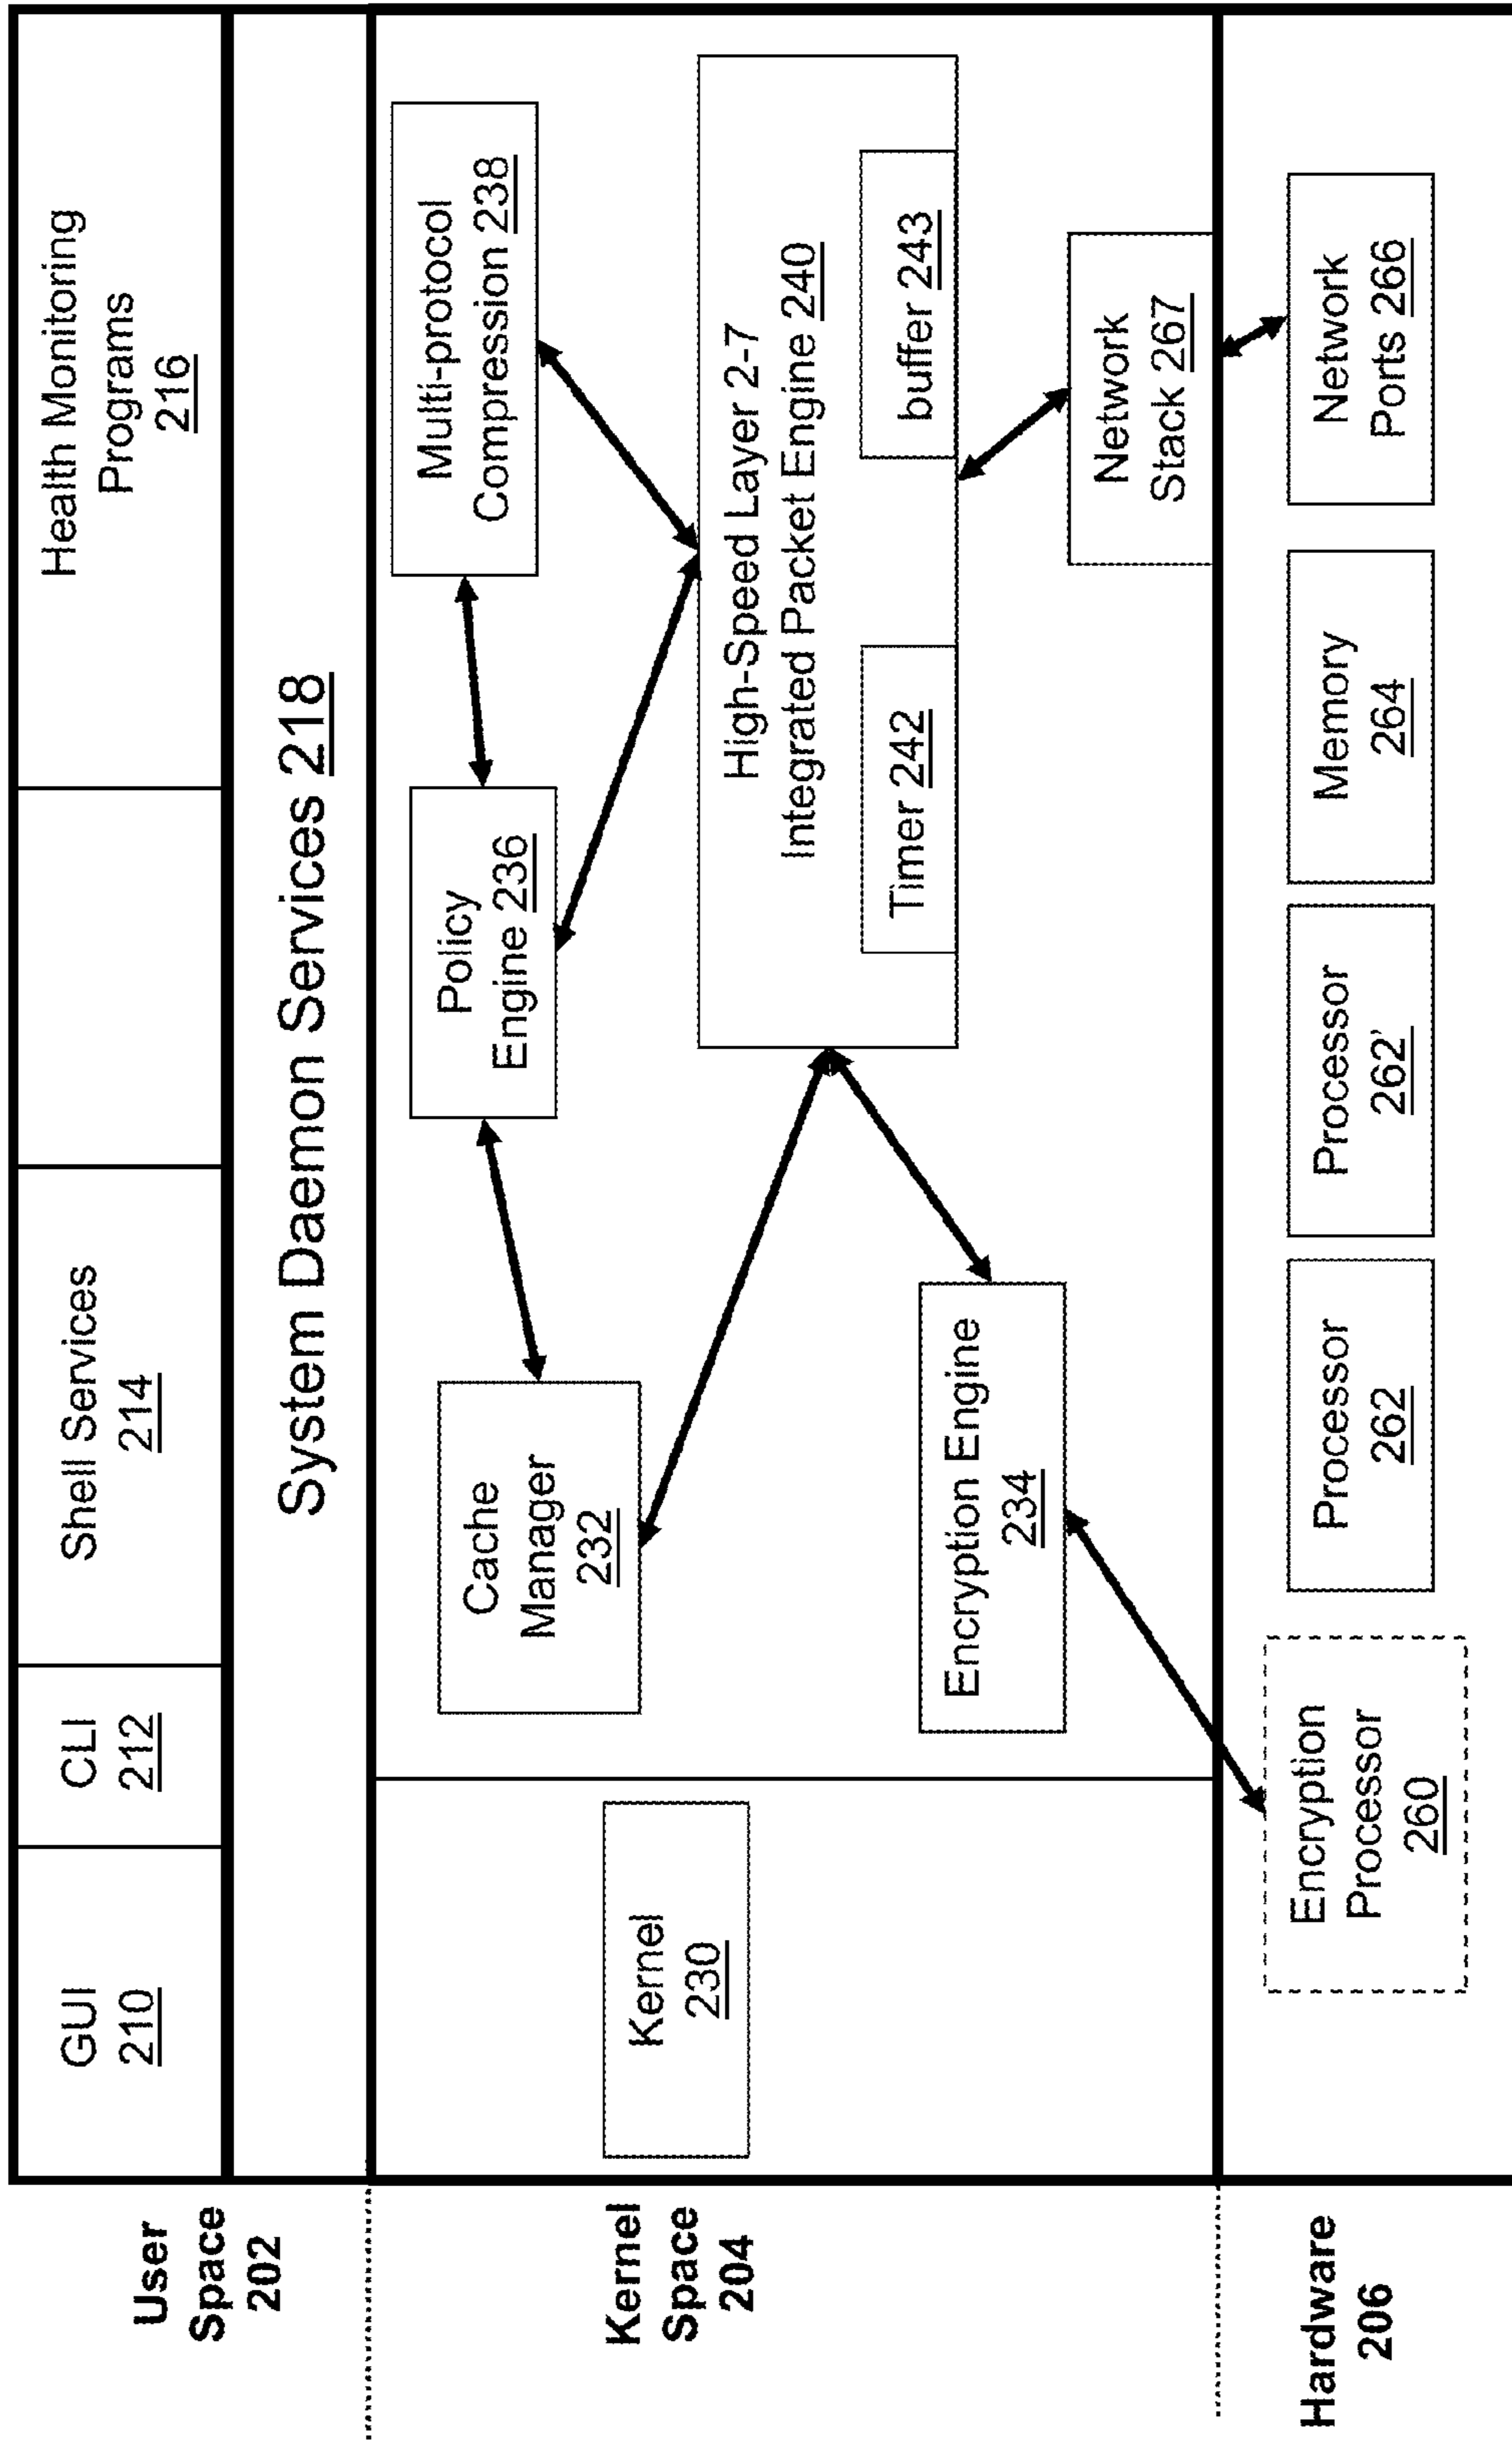 User
Space
202
GUI
210
CLI
212
Shell Services
214
Health Monitoring
Programs
216
System Daemon Services 218
Kernel
Space
204
Kernel
230
Cache
Manager
232
Policy
Engine 236
Multi-protocol
Compression 238
High-Speed Layer 2-7
Integrated Packet Engine 240
Timer 242
buffer 243
Encryption Engine
234
Network
Stack 267
Hardware
206
Encryption
Processor
260
Processor
262
Processor
262'
Memory
264
Network
Ports 266